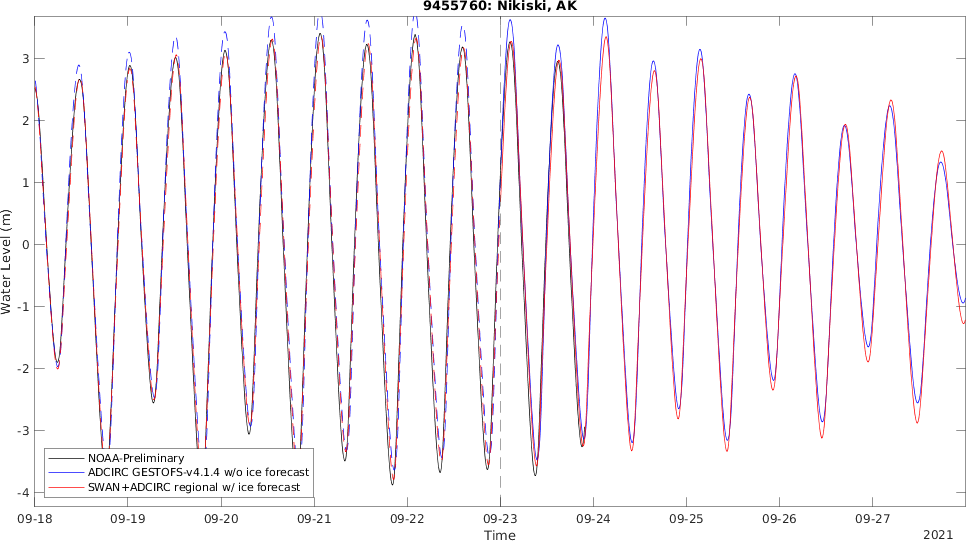 9455760: Nikiski, AK
Water Level (m)
3
2
1
0
-1
-2
-3
-4
NOAA-Preliminary
ADCIRC GESTOFS-v4.1.4 w/o ice forecast
SWAN+ADCIRC regional w/ ice forecast
09-18 09-19 09-20 09-21 09-22 09-23 09-24 09-25 09-26 09-27
Time
2021